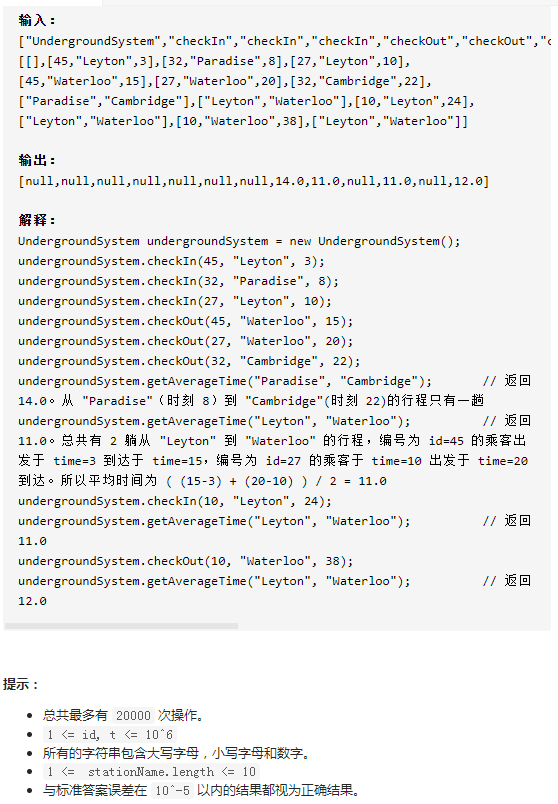 输入：
["UndergroundSystem","checkIn","checkIn","checkIn","checkOut","checkOut","c
[[],[45,"Leyton",3],[32,"Paradise",8],[27,"Leyton",10],
[45,"Waterloo",15],[27,"Waterloo",20],[32,"Cambridge",22],
["Paradise","Cambridge"],["Leyton","Waterloo"],[10,"Leyton",24],
["Leyton","Waterloo"],[10,"Waterloo",38],["Leyton","Waterloo"]]
输出：
[null,null,null,null,null,null,null,14.0,11.0,null,11.0,null,12.0]
解释：
UndergroundSystem undergroundSystem = new UndergroundSystem();
undergroundSystem.checkIn(45, "Leyton", 3);
undergroundSystem.checkIn(32, "Paradise", 8);
undergroundSystem.checkIn(27, "Leyton", 10);
undergroundSystem.checkOut(45, "Waterloo", 15);
undergroundSystem.checkOut(27, "Waterloo", 20);
undergroundSystem.checkOut(32, "Cambridge", 22);
undergroundSystem.getAverageTime("Paradise", "Cambridge"); // 返回
14.0。从 "Paradise"（时刻 8）到 "Cambridge"(时刻 22)的行程只有一趟
undergroundSystem.getAverageTime("Leyton", "Waterloo"); // 返回
11.0。总共有 2 躺从 "Leyton" 到 "Waterloo" 的行程，编号为 id=45 的乘客出
发于 time=3 到达于 time=15，编号为 id=27 的乘客于 time=10 出发于 time=20
到达。所以平均时间为 ( (15-3) + (20-10) ) / 2 = 11.0
undergroundSystem.checkIn(10, "Leyton", 24);
undergroundSystem.getAverageTime("Leyton", "Waterloo"); // 返回
11.0
undergroundSystem.checkOut(10, "Waterloo", 38);
undergroundSystem.getAverageTime("Leyton", "Waterloo"); // 返回
12.0
提示：
总共最多有 20000 次操作。
1 <= id, t <= 10^6
所有的字符串包含大写字母，小写字母和数字。
1 <= stationName.length <= 10
与标准答案误差在 10^-5 以内的结果都视为正确结果。